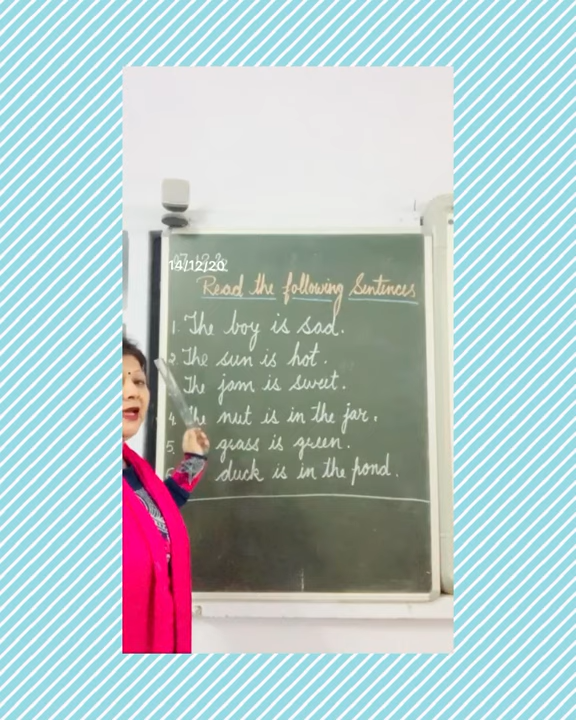 14/12/20
Read the following Sentences
1. The boy is sad.
2. The sun is hot.
The jam is sweet.
4. The nut is in the jar.
5. grass is green.
duck is in the pond.